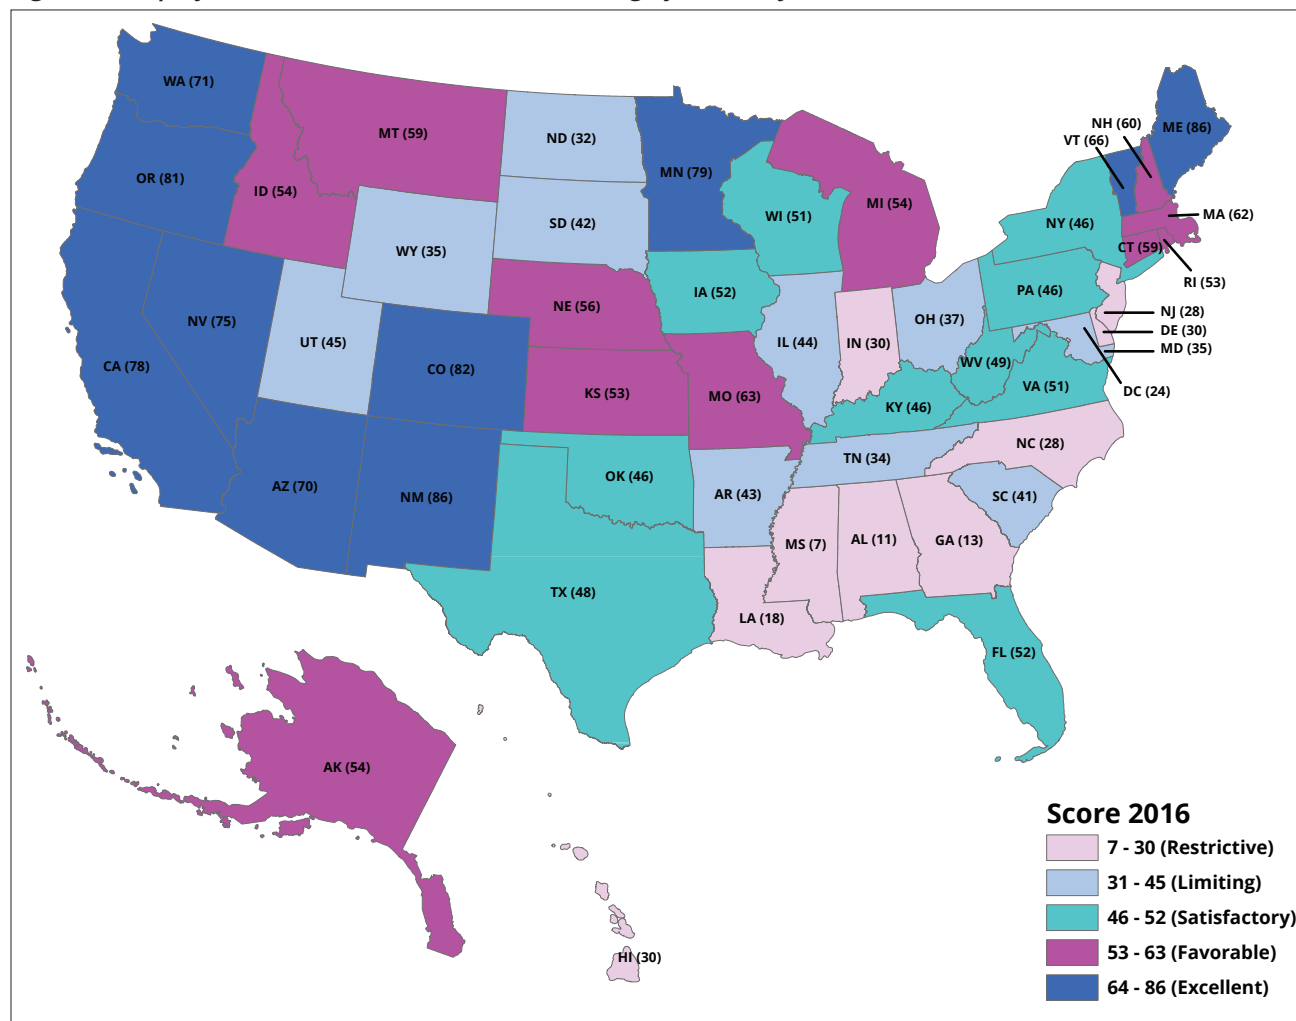 WA (71)
MT (59)
ND (32)
OR (81)
ID (54)
MN (79)
SD (42)
WY (35)
WI (51)
MI (54)
NH (60)
VT (66)
ME (86)
NY (46)
MA (62)
CT (59)
RI (53)
NV (75)
NE (56)
IA (52)
PA (46)
NJ (28)
DE (30)
MD (35)
DC (24)
UT (45)
CA (78)
CO (82)
KS (53)
MO (63)
IL (44)
IN (30)
OH (37)
WV (49)
VA (51)
KY (46)
NC (28)
TN (34)
AZ (70)
NM (86)
OK (46)
AR (43)
SC (41)
MS (7)
AL (11)
GA (13)
TX (48)
LA (18)
FL (52)
AK (54)
HI (30)
Score 2016
7 - 30 (Restrictive)
31 - 45 (Limiting)
46 - 52 (Satisfactory)
53 - 63 (Favorable)
64 - 86 (Excellent)